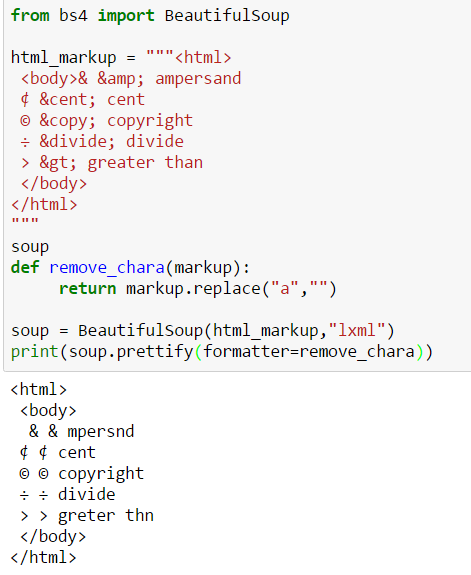 from bs4 import BeautifulSoup

html_markup = """<html>
 <body>& &amp; ampersand
¢ &cent; cent
© &copy; copyright
÷ &divide; divide
> &gt; greater than
 </body>
</html>
"""
soup
def remove_chara(markup):
     return markup.replace("a","")

soup = BeautifulSoup(html_markup,"lxml")
print(soup.prettify(formatter=remove_chara))
<html>
 <body>
  & & mpersnd
 ¢ ¢ cent
 © © copyright
 ÷ ÷ divide
 > > greter thn
 </body>
</html>